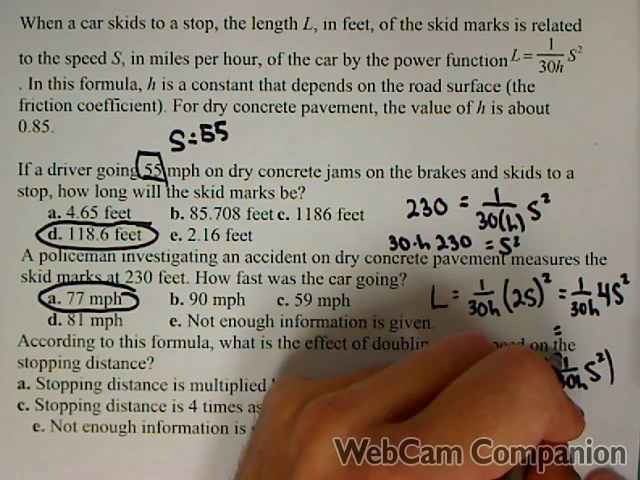 When a car skids to a stop, the length L, in feet, of the skid marks is related
to the speed S, in miles per hour, of the car by the power function L = 1/30h S²
. In this formula, h is a constant that depends on the road surface (the
friction coefficient). For dry concrete pavement, the value of h is about
0.85.
S=55
If a driver going 55 mph on dry concrete jams on the brakes and skids to a
stop, how long will the skid marks be?
a. 4.65 feet b. 85.708 feet c. 1186 feet
d. 118.6 feet e. 2.16 feet
230 = 1/30(h) S²
30·h 230 = S²
A policeman investigating an accident on dry concrete pavement measures the
skid marks at 230 feet. How fast was the car going?
a. 77 mph b. 90 mph c. 59 mph
d. 81 mph e. Not enough information is given
L = 1/30h (2S)² = 1/30h 4S²
=
S²)
According to this formula, what is the effect of doublin on the
stopping distance?
a. Stopping distance is multiplied
c. Stopping distance is 4 times as
e. Not enough information is
WebCam Companion